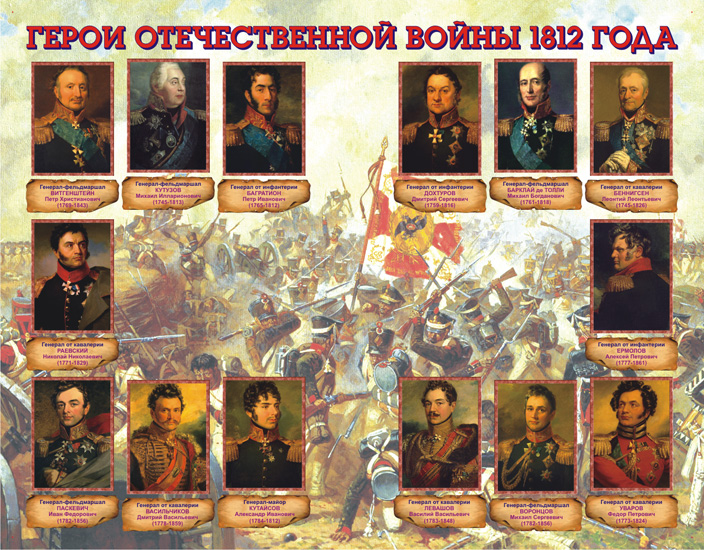 ГЕРОИ ОТЕЧЕСТВЕННОЙ ВОЙНЫ 1812 ГОДА
Генерал-фельдмаршал
ВИТГЕНШТЕЙН
Петр Христианович
(1769-1843)
Генерал-фельдмаршал
КУТУЗОВ
Михаил Илларионович
(1745-1813)
Генерал от инфантерии
БАГРАТИОН
Петр Иванович
(1765-1812)
Генерал от инфантерии
ДОХТУРОВ
Дмитрий Сергеевич
(1759-1816)
Генерал-фельдмаршал
БАРКЛАЙ де ТОЛЛИ
Михаил Богданович
(1761-1818)
Генерал от кавалерии
БЕННИГСЕН
Леонтий Леонтьевич
(1745-1826)
Генерал от кавалерии
РАЕВСКИЙ
Николай Николаевич
(1771-1829)
Генерал от инфантерии
ЕРМОЛОВ
Алексей Петрович
(1777-1861)
Генерал-фельдмаршал
ПАСКЕВИЧ
Иван Федорович
(1782-1856)
Генерал от кавалерии
ВАСИЛЬЧИКОВ
Дмитрий Васильевич
(1778-1859)
Генерал-майор
КУТАЙСОВ
Александр Иванович
(1784-1812)
Генерал от кавалерии
ЛЕВАШОВ
Василий Васильевич
(1783-1848)
Генерал-фельдмаршал
ВОРОНЦОВ
Михаил Сергеевич
(1782-1856)
Генерал от кавалерии
УВАРОВ
Федор Петрович
(1773-1824)